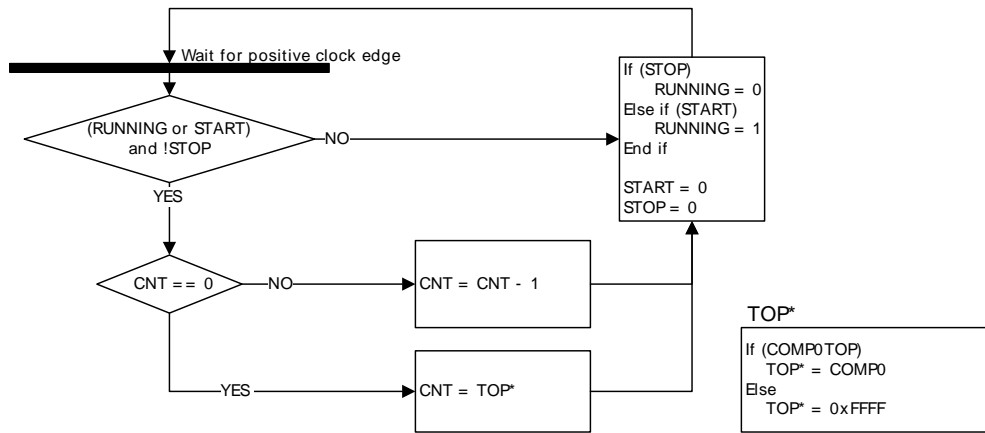 Wait for positive clock edge
(RUNNING or START)
and !STOP
NO
YES
If (STOP)
RUNNING = 0
Else if (START)
RUNNING = 1
End if
START = 0
STOP = 0
CNT == 0
NO
CNT = CNT - 1
YES
CNT = TOP*
TOP*
If (COMP0TOP)
TOP* = COMP0
Else
TOP* = 0xFFFF